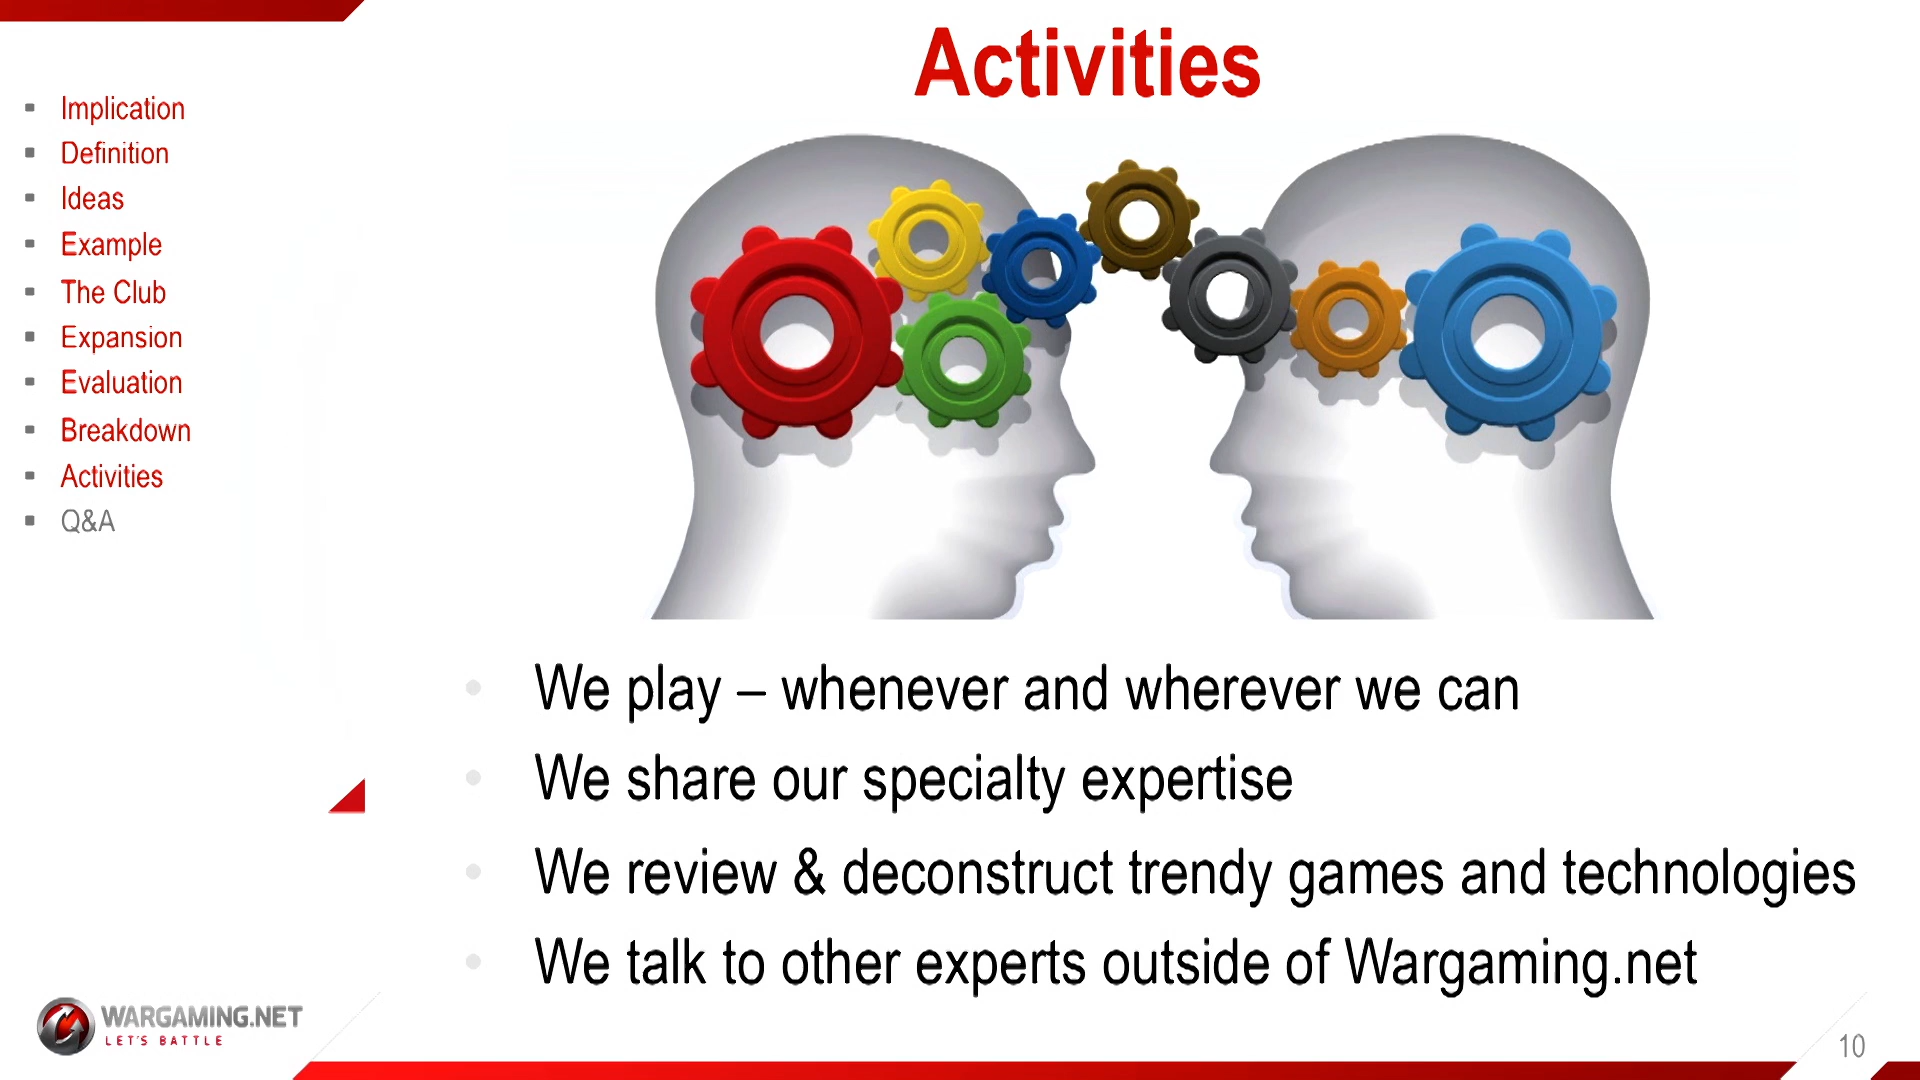 Activities
Implication
Definition
Ideas
Example
The Club
Expansion
Evaluation
Breakdown
Activities
Q&A
We play – whenever and wherever we can
We share our specialty expertise
We review & deconstruct trendy games and technologies
We talk to other experts outside of Wargaming.net
WARGAMING.NET
LET'S BATTLE
10